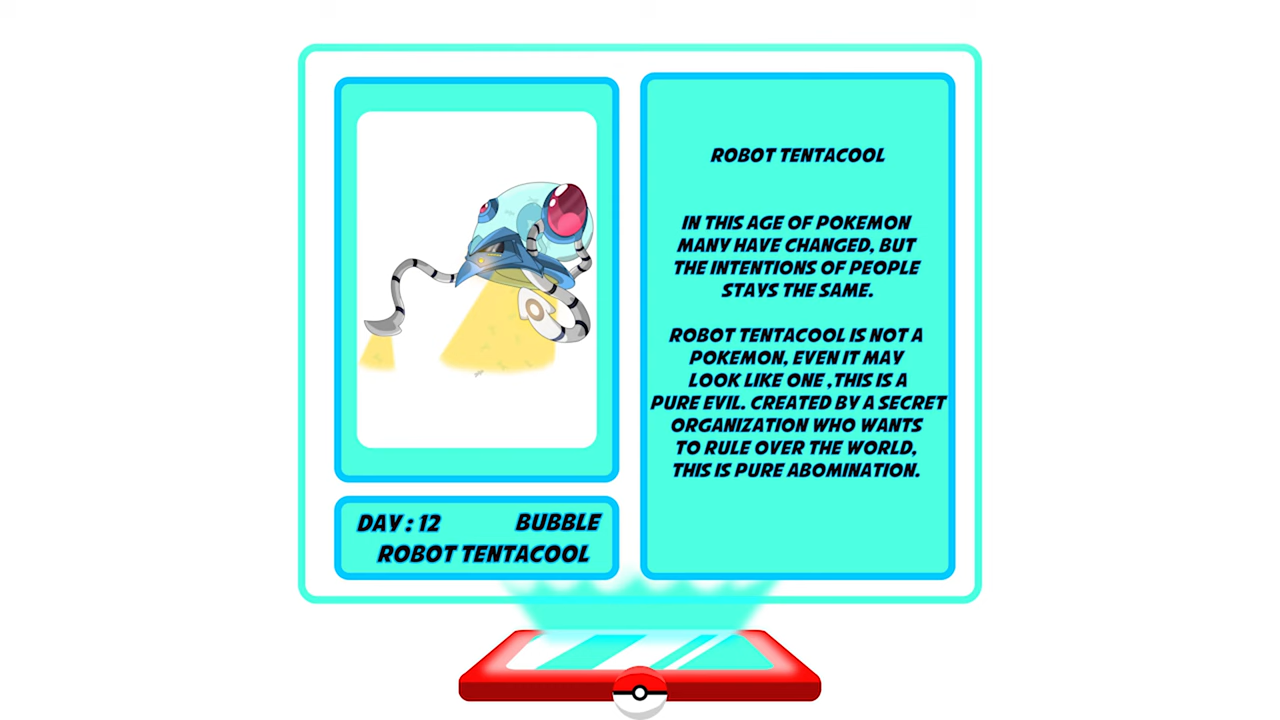 ROBOT TENTACOOL
IN THIS AGE OF POKEMON
MANY HAVE CHANGED, BUT
THE INTENTIONS OF PEOPLE
STAYS THE SAME.
ROBOT TENTACOOL IS NOT A
POKEMON, EVEN IT MAY
LOOK LIKE ONE ,THIS IS A
PURE EVIL. CREATED BY A SECRET
ORGANIZATION WHO WANTS
TO RULE OVER THE WORLD,
THIS IS PURE ABOMINATION.
DAY : 12 BUBBLE
ROBOT TENTACOOL